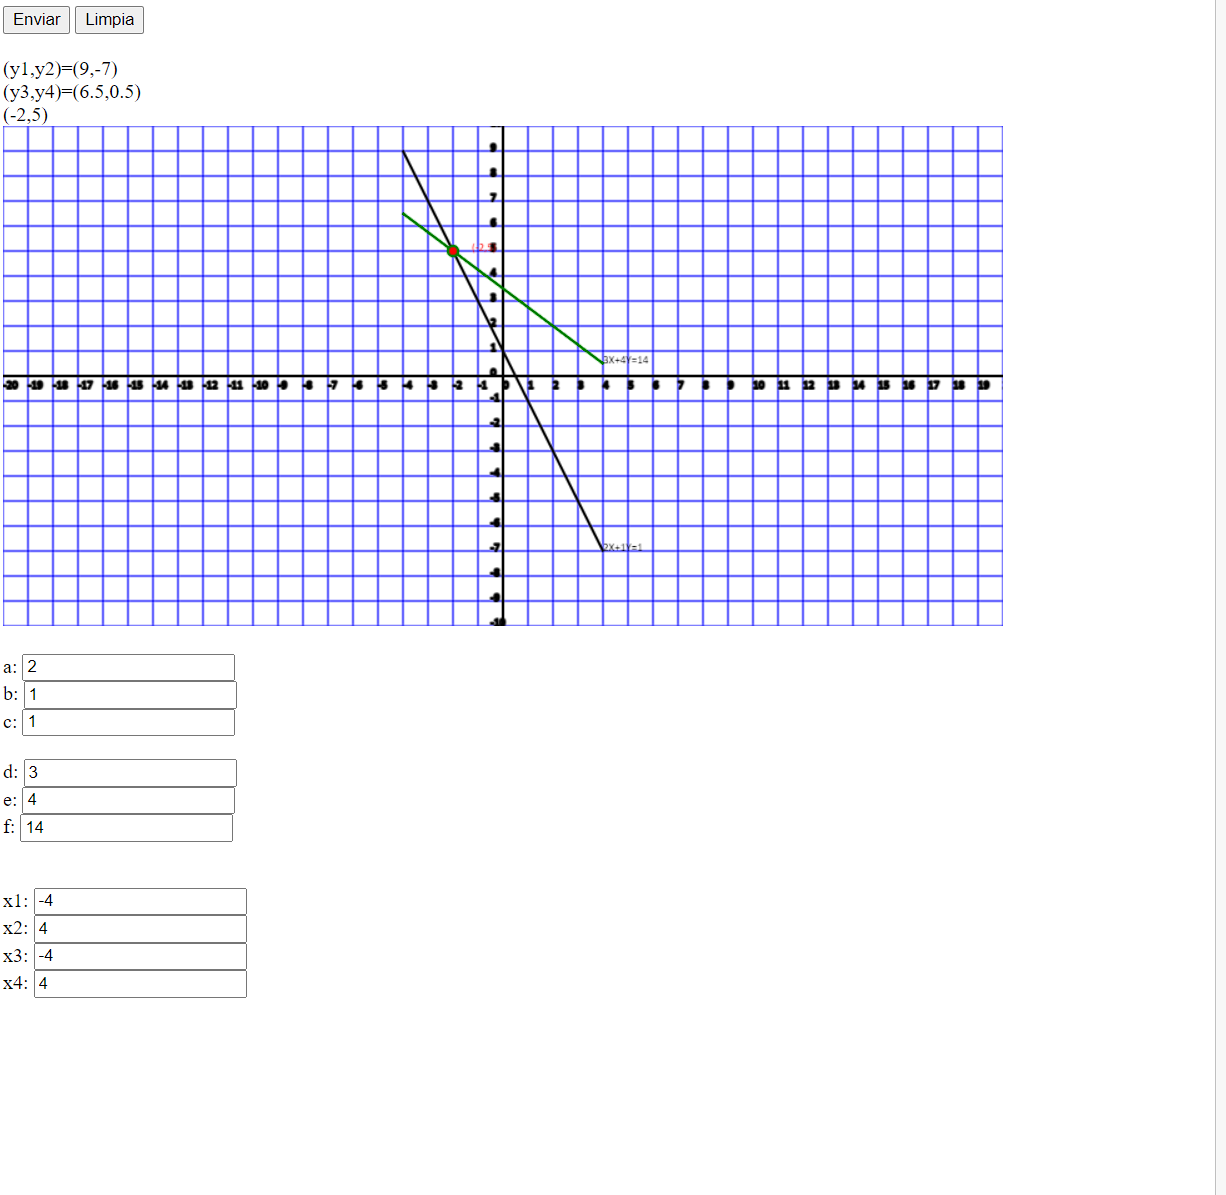 Enviar Limpia
(y1,y2)=(9,-7)
(y3,y4)=(6.5,0.5)
(-2,5)
9
8
7
6
(-2,5) 5
4
3
2
1
3X+4Y=14
0
-20 -19 -18 -17 -16 -15 -14 -13 -12 -11 -10 -9 -8 -7 -6 -5 -4 -3 -2 -1 0 1 2 3 4 5 6 7 8 9 10 11 12 13 14 15 16 17 18 19
-1
-2
-3
-4
-5
-6
-7 2X+1Y=1
-8
-9
-10
a: 2
b: 1
c: 1
d: 3
e: 4
f: 14
x1: -4
x2: 4
x3: -4
x4: 4